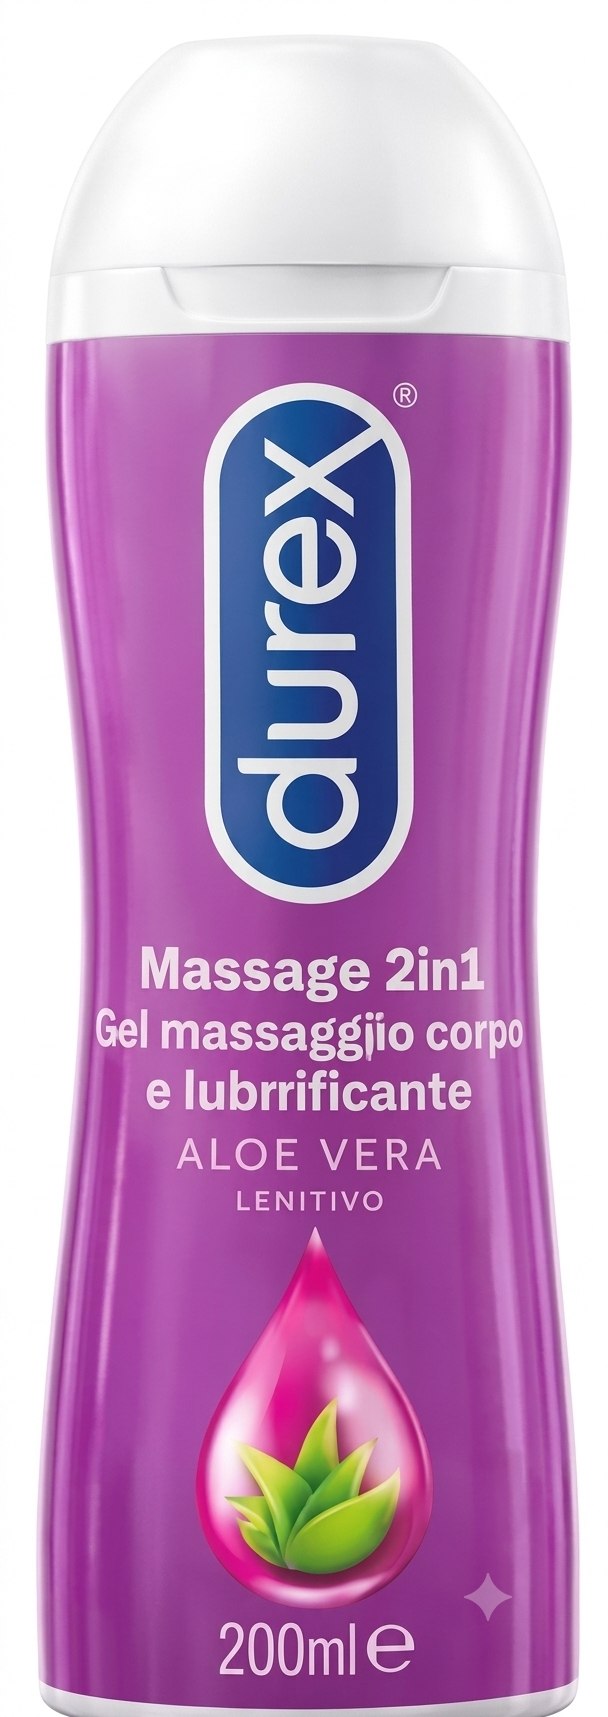 durex®
Massage 2in1
Gel massaggjio corpo
e lubrrificante
ALOE VERA
LENITIVO
200ml e